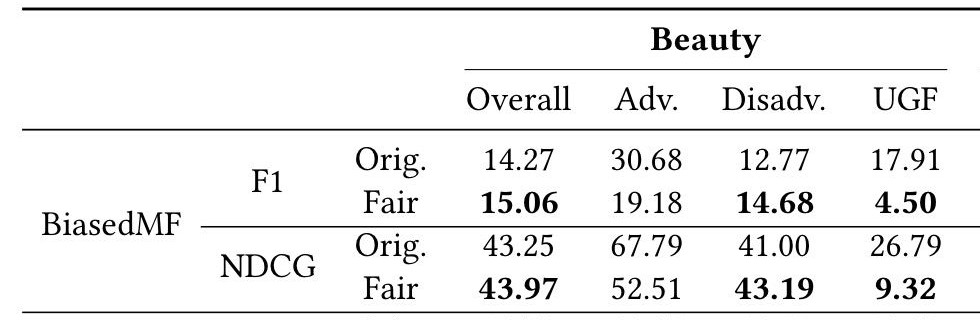 Beauty
Overall Adv. Disadv. UGF
Orig. 14.27 30.68 12.77 17.91
F1
Fair 15.06 19.18 14.68 4.50
BiasedMF
Orig. 43.25 67.79 41.00 26.79
NDCG
Fair 43.97 52.51 43.19 9.32